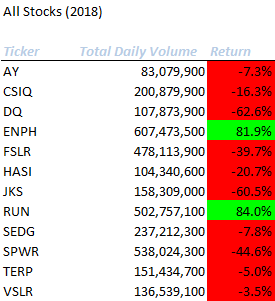 All Stocks (2018)
Ticker Total Daily Volume Return
AY 83,079,900 -7.3%
CSIQ 200,879,900 -16.3%
DQ 107,873,900 -62.6%
ENPH 607,473,500 81.9%
FSLR 478,113,900 -39.7%
HASI 104,340,600 -20.7%
JKS 158,309,000 -60.5%
RUN 502,757,100 84.0%
SEDG 237,212,300 -7.8%
SPWR 538,024,300 -44.6%
TERP 151,434,700 -5.0%
VSLR 136,539,100 -3.5%